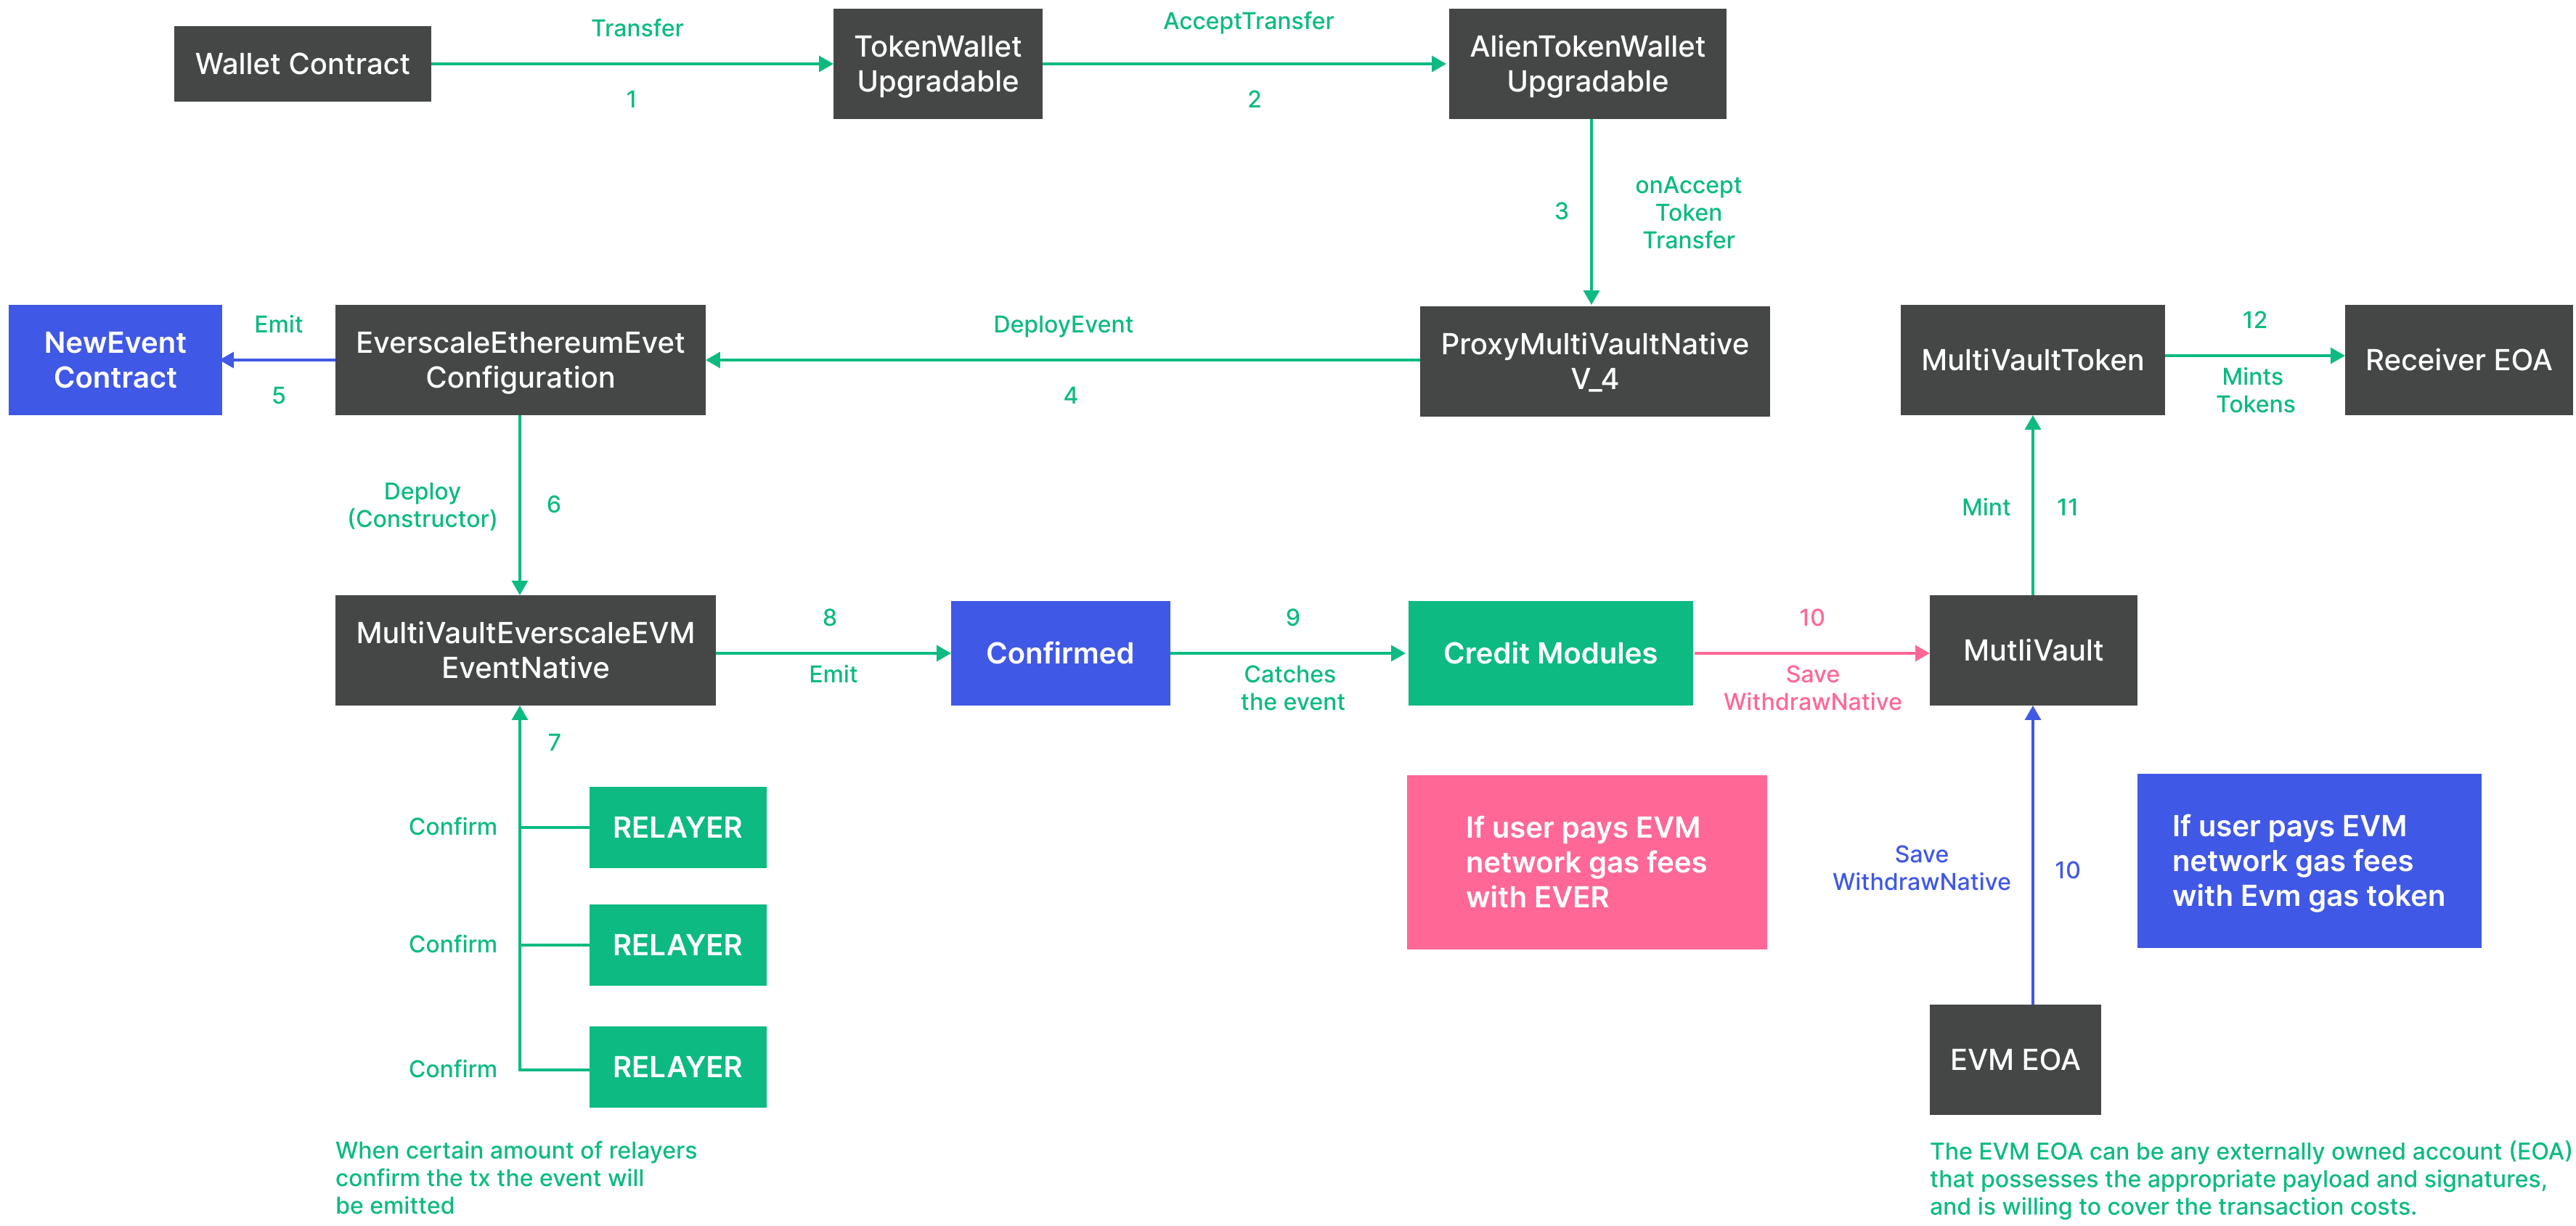 Wallet Contract
Transfer
1
TokenWallet
Upgradable
AcceptTransfer
2
AlienTokenWallet
Upgradable
3
onAccept
Token
Transfer
NewEvent
Contract
Emit
5
EverscaleEthereumEvet
Configuration
DeployEvent
4
ProxyMultiVaultNative
V_4
MultiVaultToken
12
Mints
Tokens
Receiver EOA
Deploy
(Constructor)
6
Mint
11
MultiVaultEverscaleEVM
EventNative
8
Emit
Confirmed
9
Catches
the event
Credit Modules
10
Save
WithdrawNative
MutliVault
7
Confirm
RELAYER
Confirm
RELAYER
Confirm
RELAYER
If user pays EVM
network gas fees
with EVER
Save
WithdrawNative
10
If user pays EVM
network gas fees
with Evm gas token
EVM EOA
When certain amount of relayers
confirm the tx the event will
be emitted
The EVM EOA can be any externally owned account (EOA)
that possesses the appropriate payload and signatures,
and is willing to cover the transaction costs.